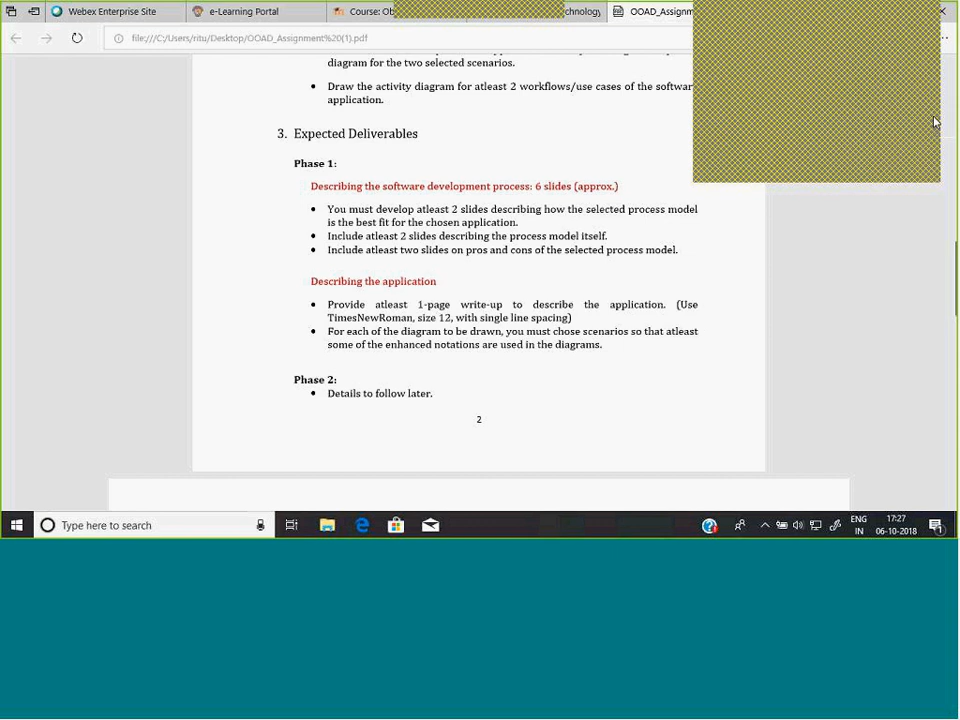 Webex Enterprise Site
e-Learning Portal
Course: Ob
chnology
OOAD_Assignm
file:///C:/Users/ritu/Desktop/OOAD_Assignment%20(1).pdf
diagram for the two selected scenarios.
• Draw the activity diagram for atleast 2 workflows/use cases of the softwar
application.
3. Expected Deliverables
Phase 1:
Describing the software development process: 6 slides (approx.)
• You must develop atleast 2 slides describing how the selected process model
is the best fit for the chosen application.
• Include atleast 2 slides describing the process model itself.
• Include atleast two slides on pros and cons of the selected process model.
Describing the application
• Provide atleast 1-page write-up to describe the application. (Use
TimesNewRoman, size 12, with single line spacing)
• For each of the diagram to be drawn, you must chose scenarios so that atleast
some of the enhanced notations are used in the diagrams.
Phase 2:
• Details to follow later.
2
Type here to search
ENG
IN
17:27
06-10-2018
1